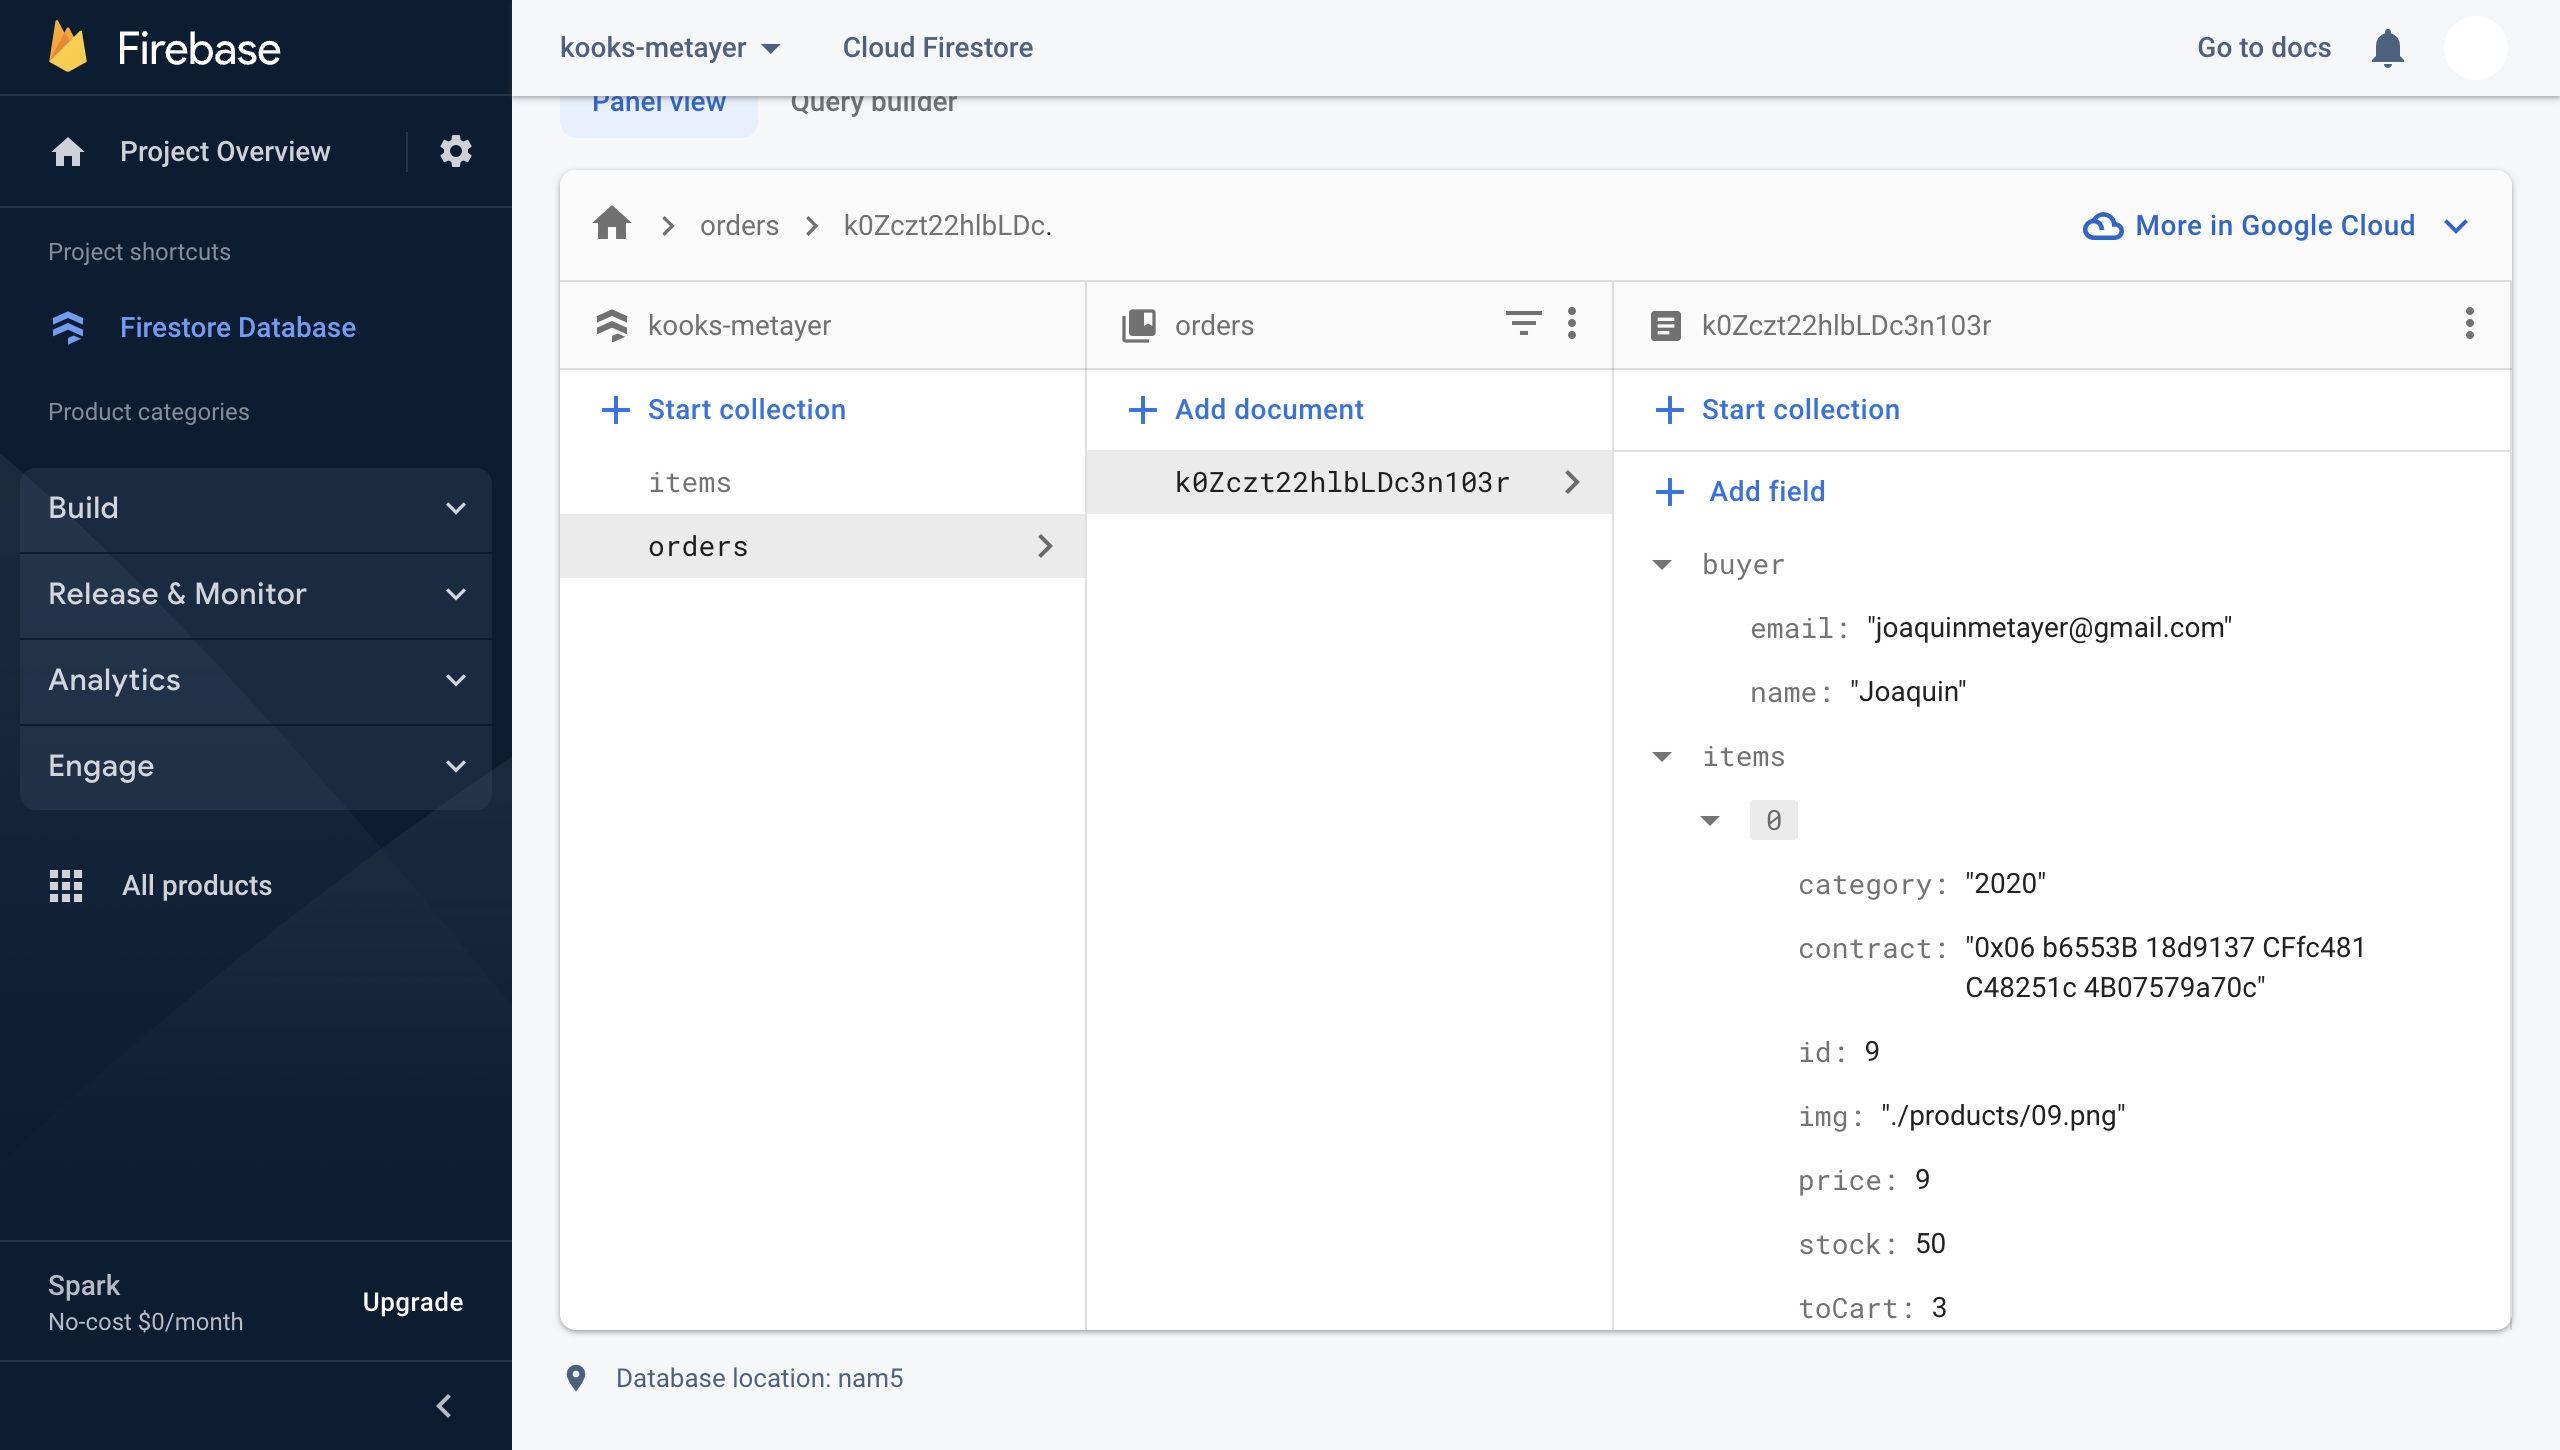 Firebase
Project Overview
Project shortcuts
Firestore Database
Product categories
Build
Release & Monitor
Analytics
Engage
All products
Spark
No-cost $0/month
Upgrade
kooks-metayer
Cloud Firestore
Go to docs
Panel view
Query builder
orders
k0Zczt22hlbLDc.
More in Google Cloud
kooks-metayer
Start collection
items
orders
orders
Add document
k0Zczt22hlbLDc3n103r
k0Zczt22hlbLDc3n103r
Start collection
Add field
buyer
email: "joaquinmetayer@gmail.com"
name: "Joaquin"
items
0
category: "2020"
contract: "0x06 b6553B 18d9137 CFfc481
C48251c 4B07579a70c"
id: 9
img: "./products/09.png"
price: 9
stock: 50
toCart: 3
Database location: nam5